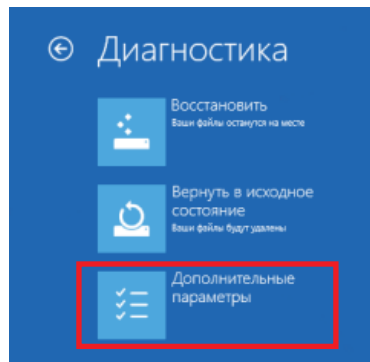 Диагностика
Восстановить
Ваши файлы останутся на месте
Вернуть в исходное
состояние
Ваши файлы будут удалены
Дополнительные
параметры